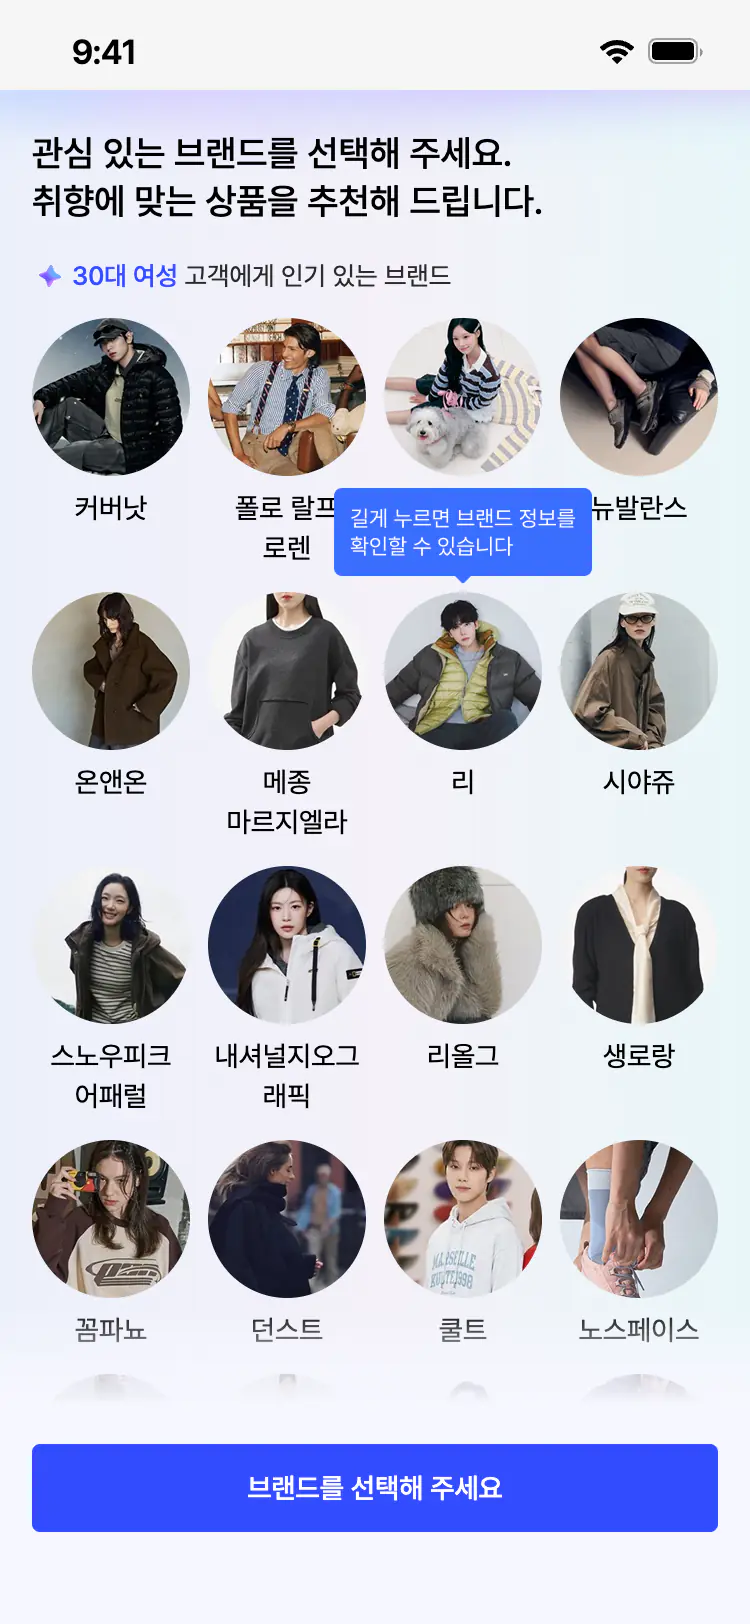 9:41
관심 있는 브랜드를 선택해 주세요.
취향에 맞는 상품을 추천해 드립니다.
30대 여성 고객에게 인기 있는 브랜드
커버낫
폴로 랄프
로렌
뉴발란스
길게 누르면 브랜드 정보를
확인할 수 있습니다
온앤온
메종
마르지엘라
리
시야쥬
스노우피크
어패럴
내셔널지오그
래픽
리올그
생로랑
꼼파뇨
던스트
쿨트
노스페이스
브랜드를 선택해 주세요